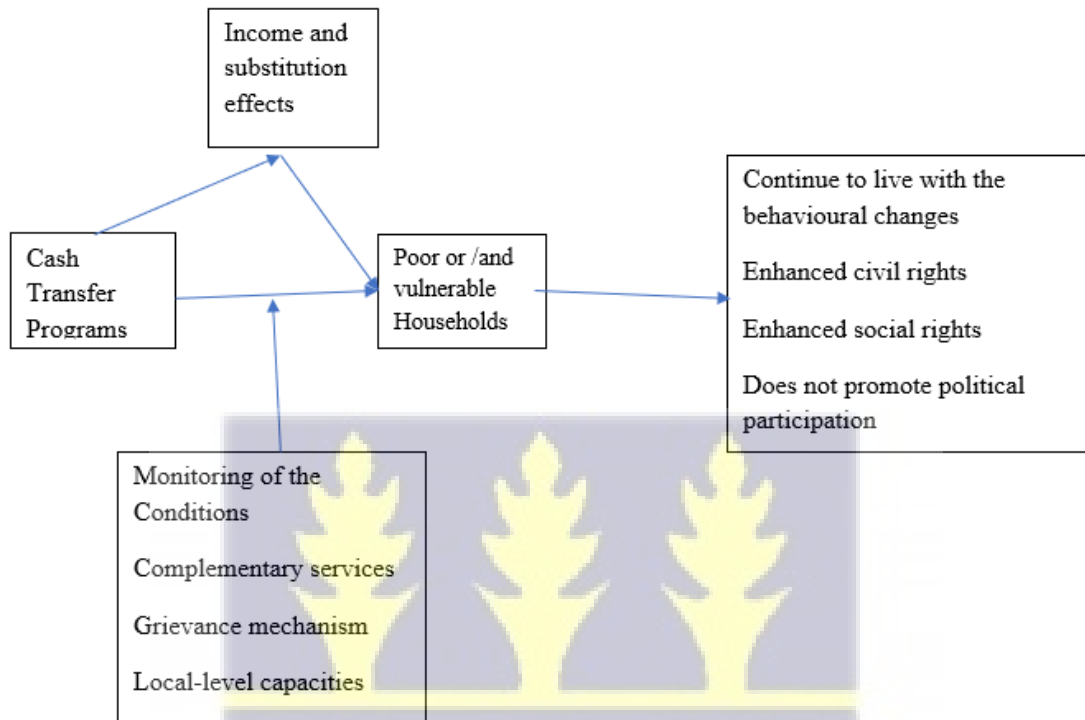 Income and
substitution
effects
Cash
Transfer
Programs
Poor or /and
vulnerable
Households
Continue to live with the
behavioural changes
Enhanced civil rights
Enhanced social rights
Does not promote political
participation
Monitoring of the
Conditions
Complementary services
Grievance mechanism
Local-level capacities